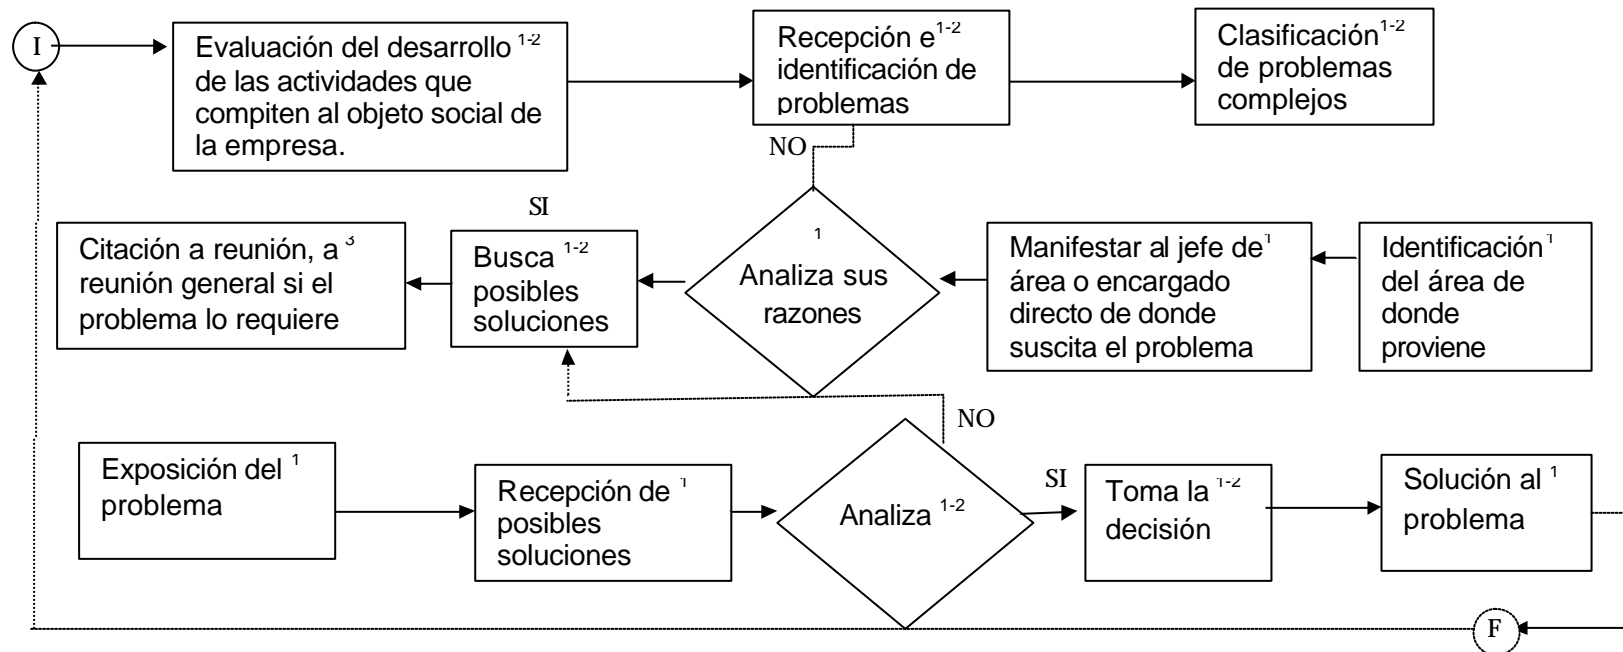 I
Evaluación del desarrollo 1-2
de las actividades que
compiten al objeto social de
la empresa.
Recepción e 1-2
identificación de
problemas
Clasificación 1-2
de problemas
complejos
NO
SI
Citación a reunión, a 3
reunión general si el
problema lo requiere
Busca 1-2
posibles
soluciones
1
Analiza sus
razones
Manifestar al jefe de 1
área o encargado
directo de donde
suscita el problema
Identificación 1
del área de
donde
proviene
NO
Exposición del 1
problema
Recepción de 1
posibles
soluciones
Analiza 1-2
SI
Toma la 1-2
decisión
Solución al 1
problema
F